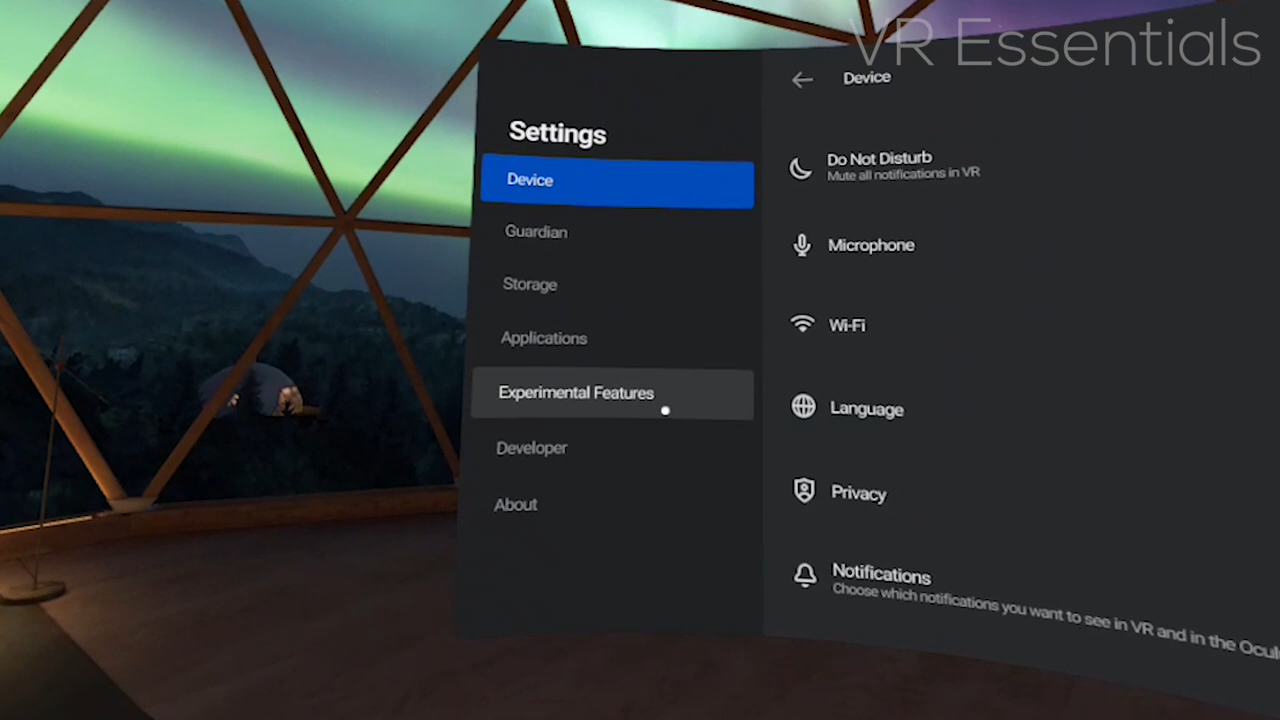 VR Essentials
Settings
Device
Guardian
Storage
Applications
Experimental Features
Developer
About
Device
Do Not Disturb
Mute all notifications in VR
Microphone
Wi-Fi
Language
Privacy
Notifications
Choose which notifications you want to see in VR and in the